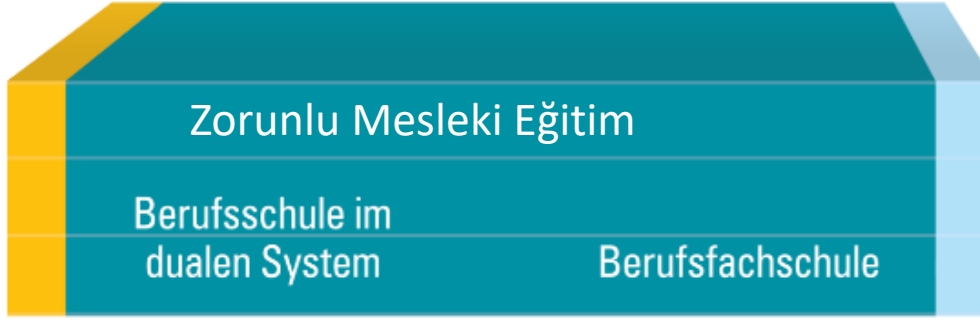 Zorunlu Mesleki Eğitim
Berufsschule im
dualen System
Berufsfachschule